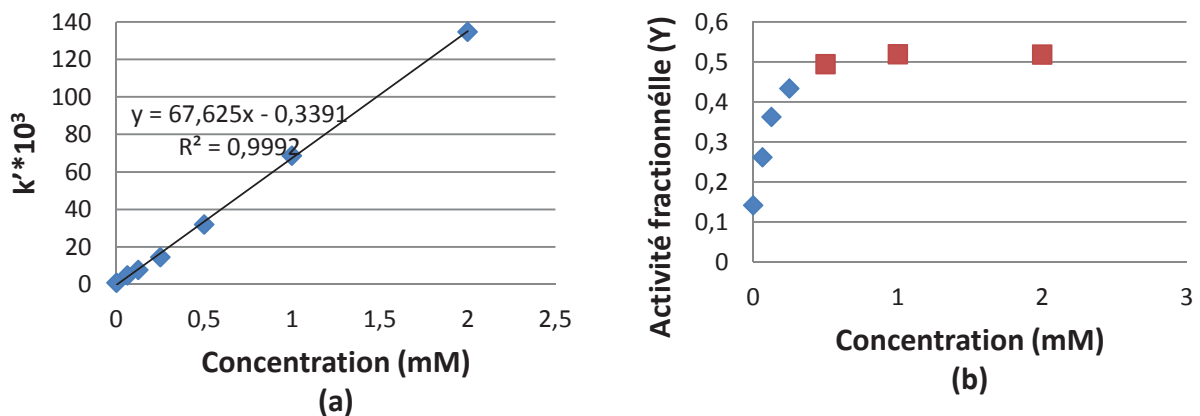 k'*10³
140
120
100
80
60
40
20
0
y = 67,625x - 0,3391
R² = 0,9992
0 0,5 1 1,5 2 2,5
Concentration (mM)
(a)
Activité fractionnélle (Y)
0,6
0,5
0,4
0,3
0,2
0,1
0
0 1 2 3
Concentration (mM)
(b)